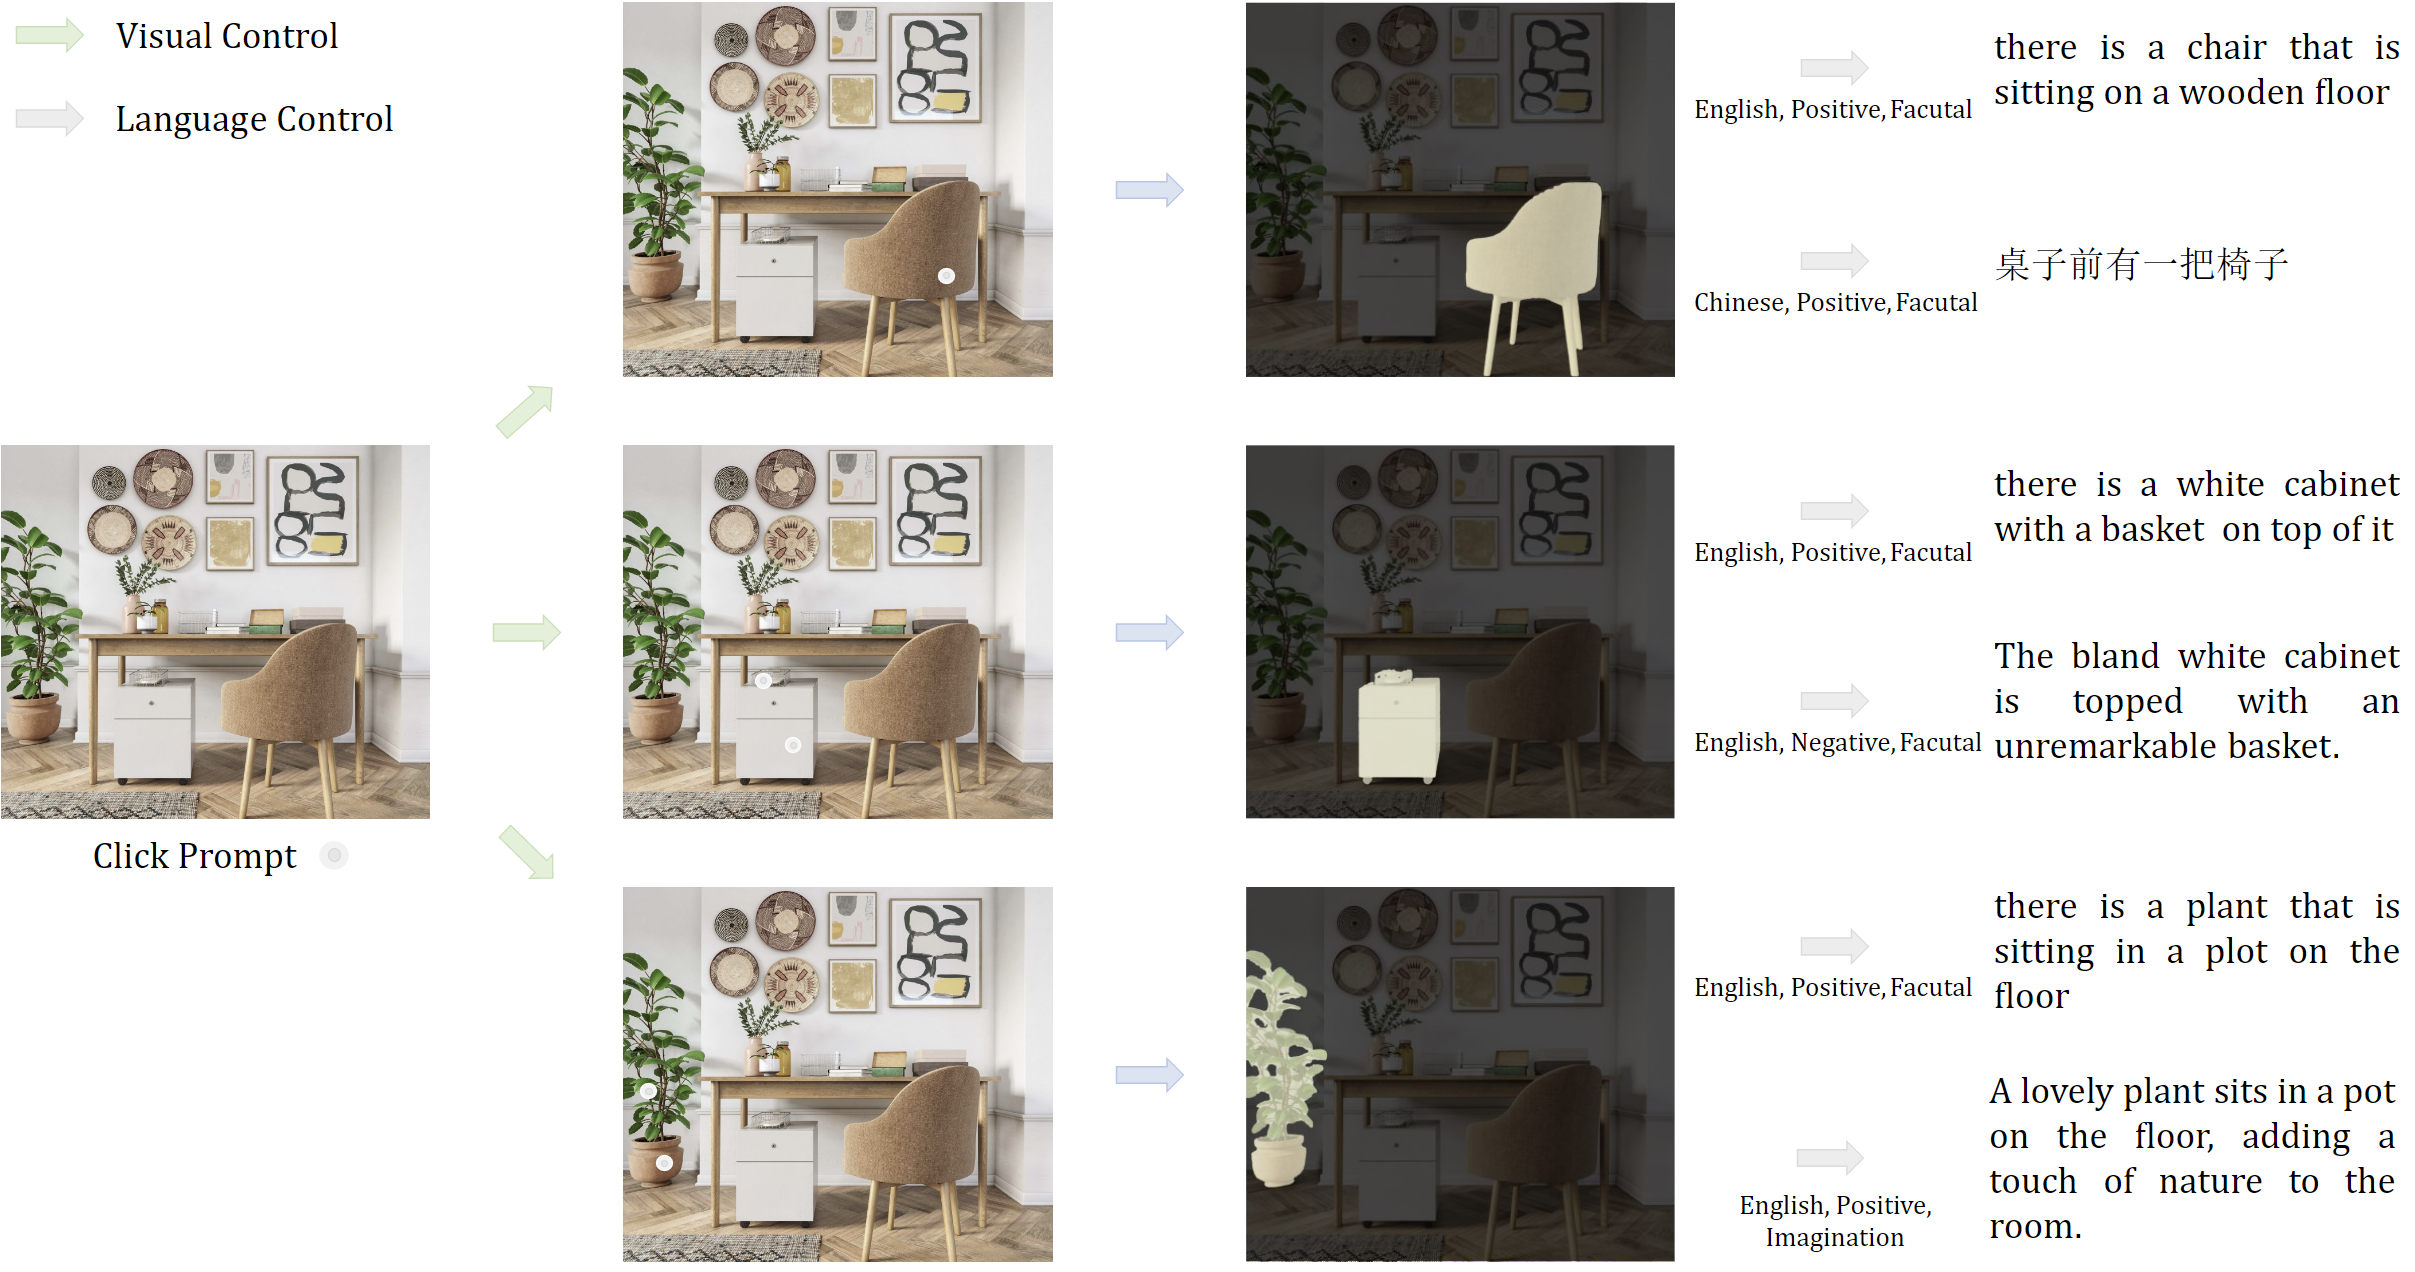 Visual Control
Language Control
Click Prompt
English, Positive, Facutal
there is a chair that is
sitting on a wooden floor
Chinese, Positive, Facutal
桌子前有一把椅子
English, Positive, Facutal
there is a white cabinet
with a basket on top of it
English, Negative, Facutal
The bland white cabinet
is topped with an
unremarkable basket.
English, Positive, Facutal
there is a plant that is
sitting in a plot on the
floor
English, Positive,
Imagination
A lovely plant sits in a pot
on the floor, adding a
touch of nature to the
room.